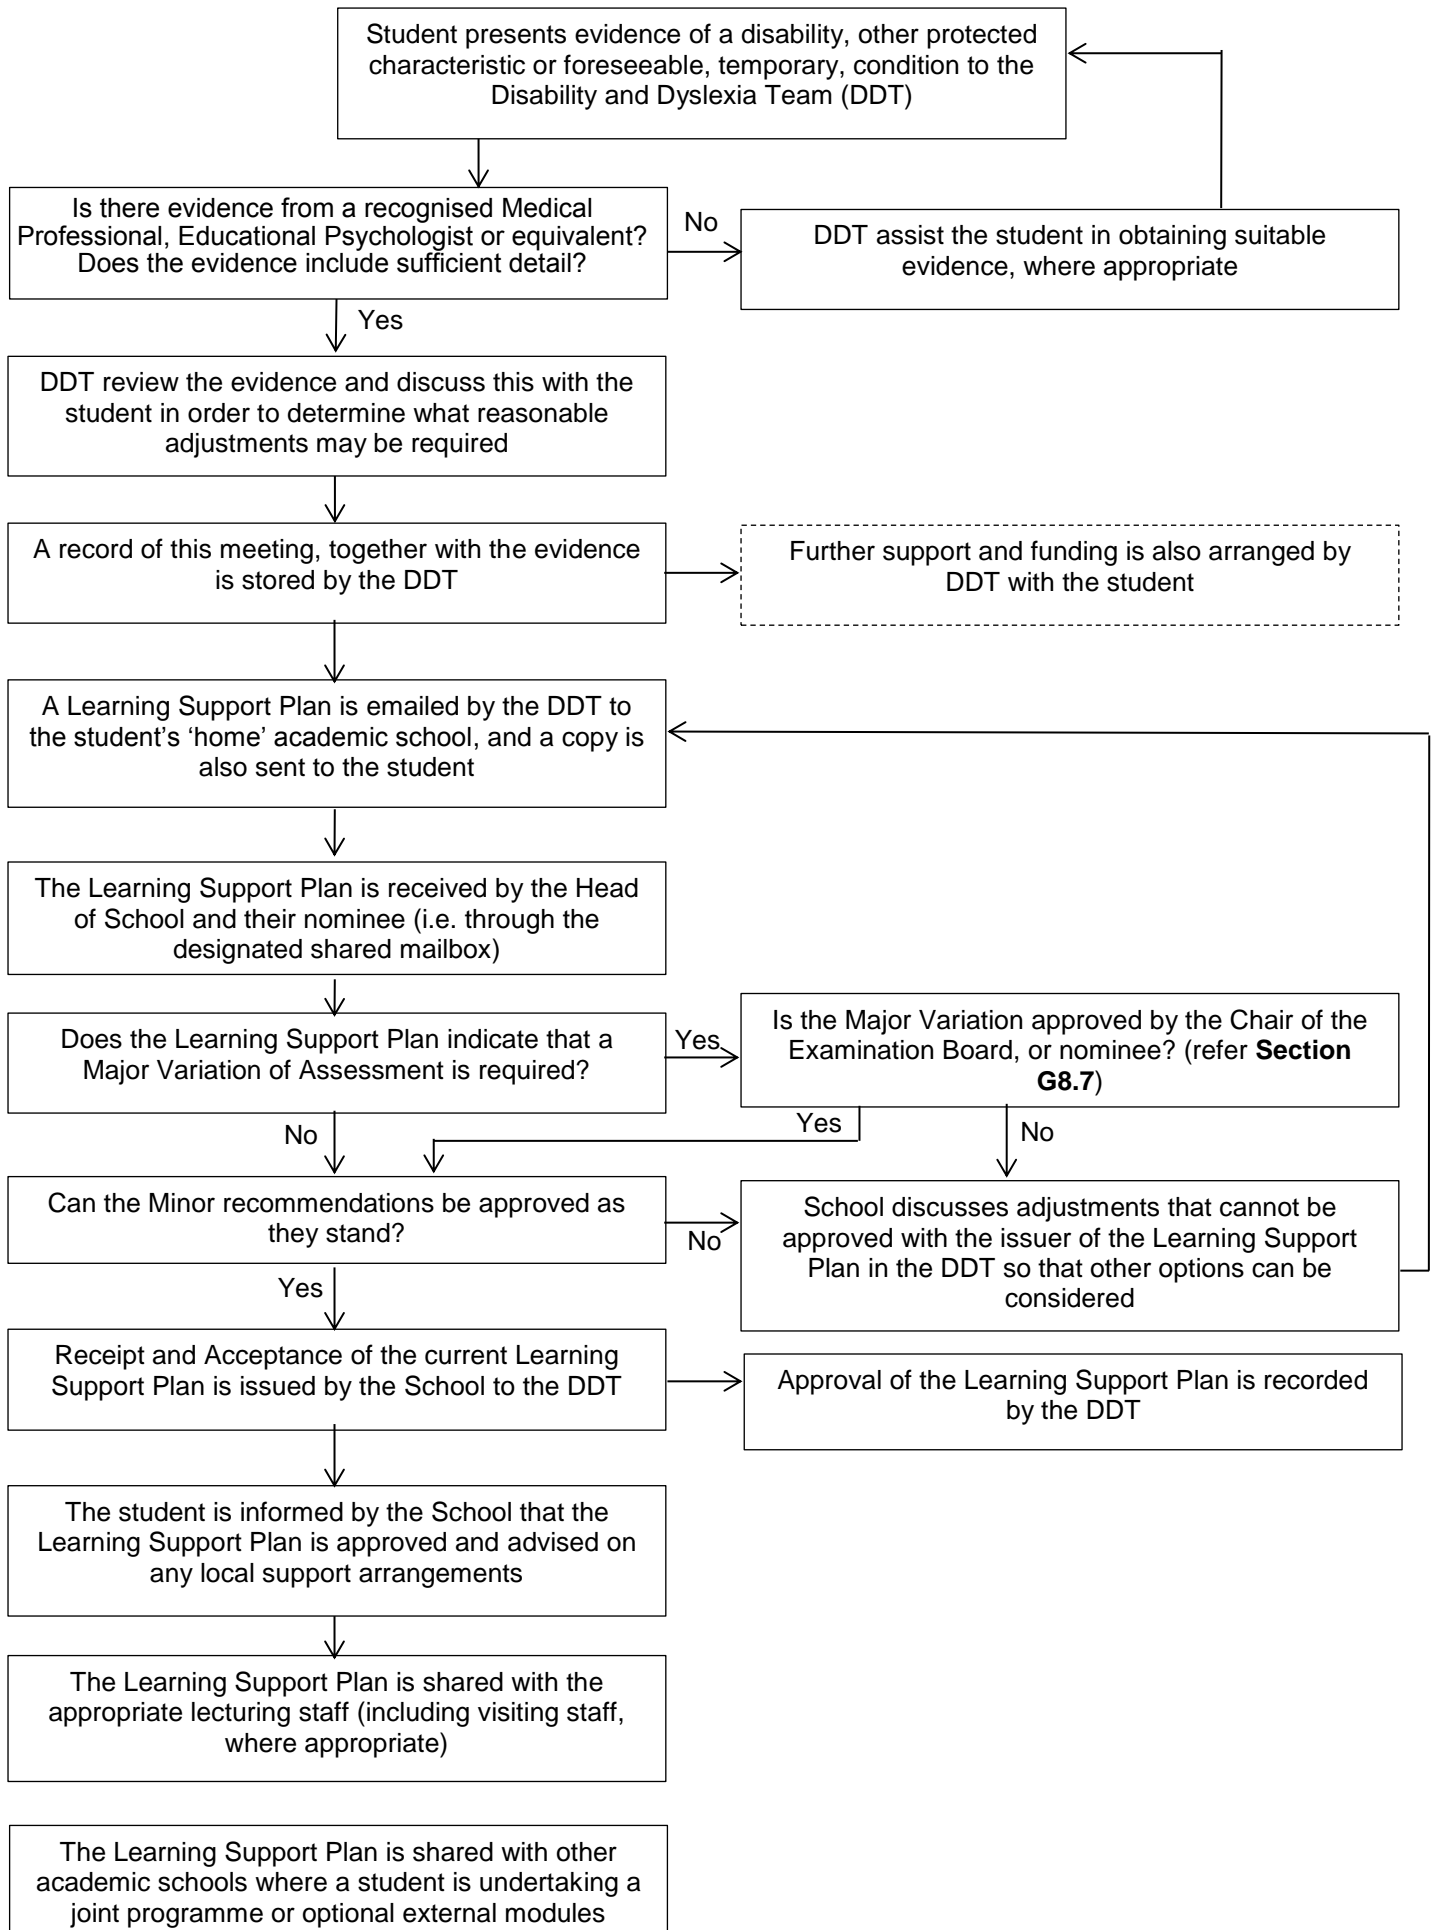 Student presents evidence of a disability, other protected
characteristic or foreseeable, temporary, condition to the
Disability and Dyslexia Team (DDT)
Is there evidence from a recognised Medical
Professional, Educational Psychologist or equivalent?
Does the evidence include sufficient detail?
No
DDT assist the student in obtaining suitable
evidence, where appropriate
Yes
DDT review the evidence and discuss this with the
student in order to determine what reasonable
adjustments may be required
A record of this meeting, together with the evidence
is stored by the DDT
Further support and funding is also arranged by
DDT with the student
A Learning Support Plan is emailed by the DDT to
the student’s ‘home’ academic school, and a copy is
also sent to the student
The Learning Support Plan is received by the Head
of School and their nominee (i.e. through the
designated shared mailbox)
Does the Learning Support Plan indicate that a
Major Variation of Assessment is required?
Yes
Is the Major Variation approved by the Chair of the
Examination Board, or nominee? (refer Section
G8.7)
No
Yes
No
Can the Minor recommendations be approved as
they stand?
No
School discusses adjustments that cannot be
approved with the issuer of the Learning Support
Plan in the DDT so that other options can be
considered
Yes
Receipt and Acceptance of the current Learning
Support Plan is issued by the School to the DDT
Approval of the Learning Support Plan is recorded
by the DDT
The student is informed by the School that the
Learning Support Plan is approved and advised on
any local support arrangements
The Learning Support Plan is shared with the
appropriate lecturing staff (including visiting staff,
where appropriate)
The Learning Support Plan is shared with other
academic schools where a student is undertaking a
joint programme or optional external modules